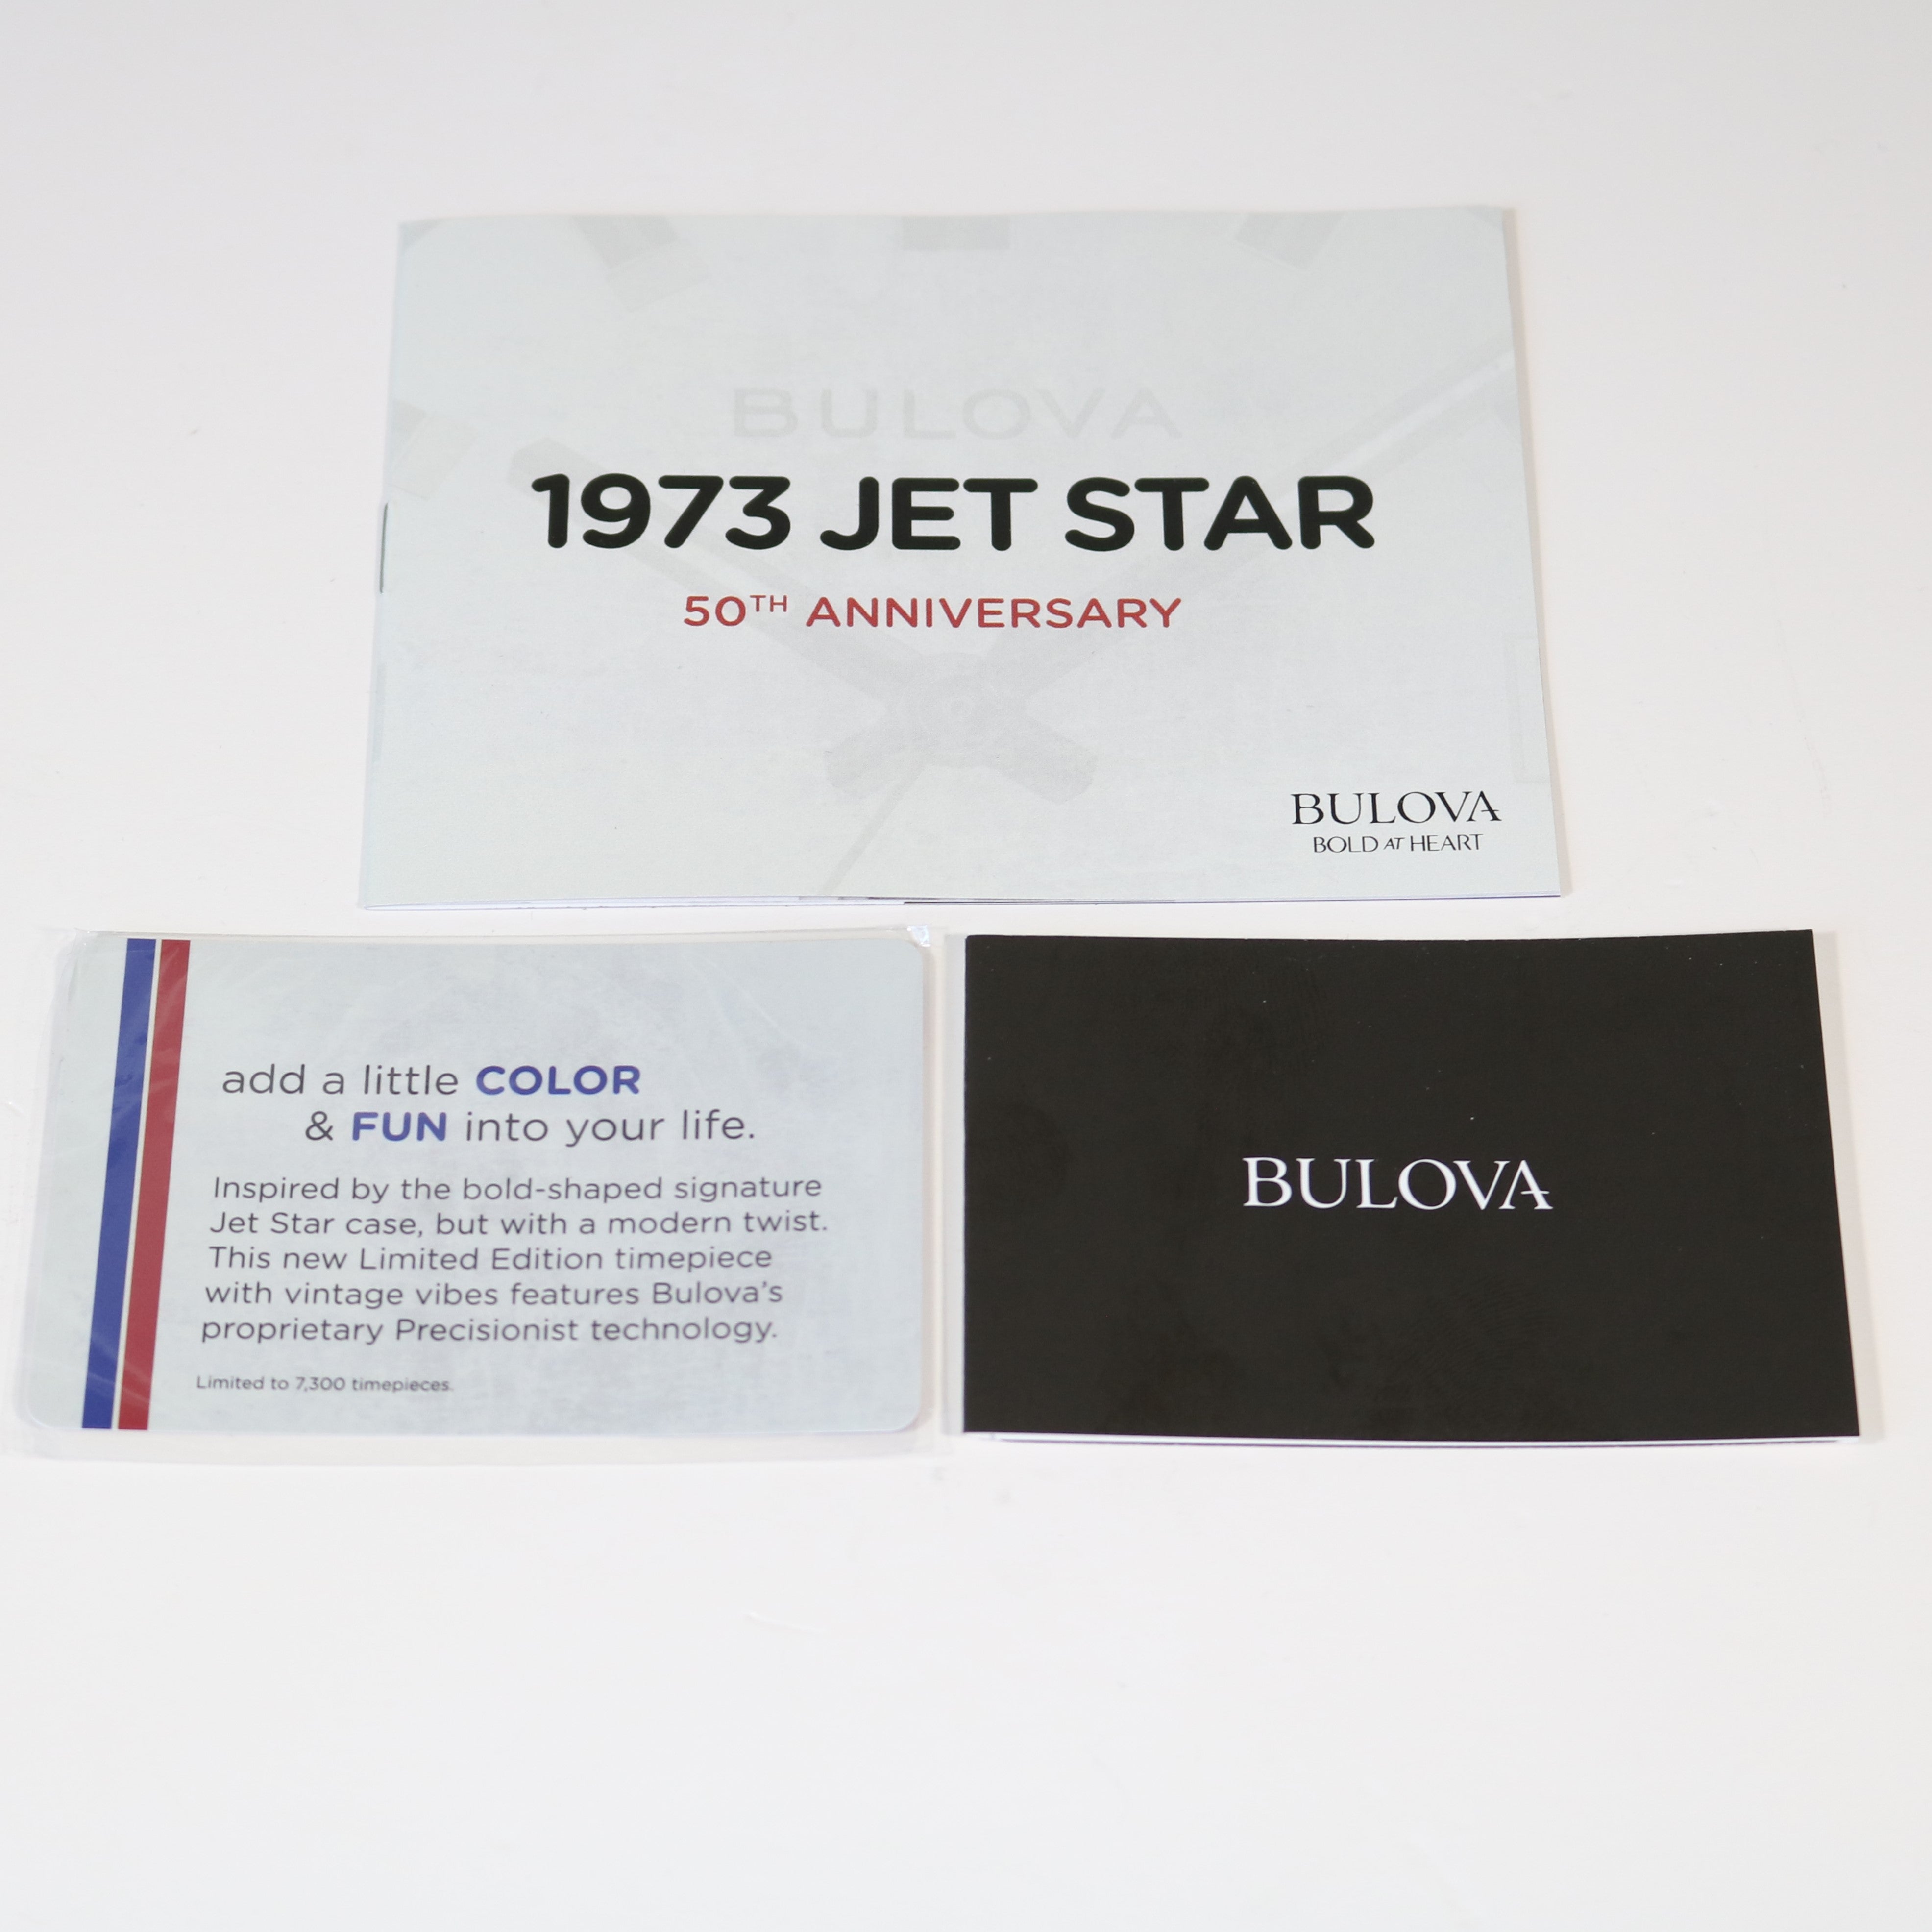 BULOVA
1973 JET STAR
50TH ANNIVERSARY
BULOVA
BOLD AT HEART
add a little COLOR
& FUN into your life.
Inspired by the bold-shaped signature
Jet Star case, but with a modern twist.
This new Limited Edition timepiece
with vintage vibes features Bulova's
proprietary Precisionist technology.
Limited to 7,300 timepieces.
BULOVA